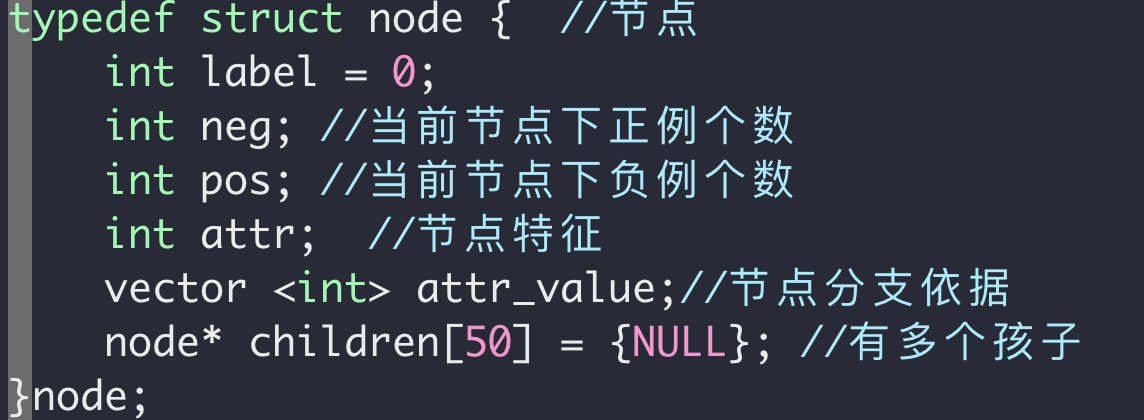 typedef struct node {  //节点
    int label = 0;
    int neg; //当前节点下正例个数
    int pos; //当前节点下负例个数
    int attr;  //节点特征
    vector <int> attr_value;//节点分支依据
    node* children[50] = {NULL}; //有多个孩子
}node;